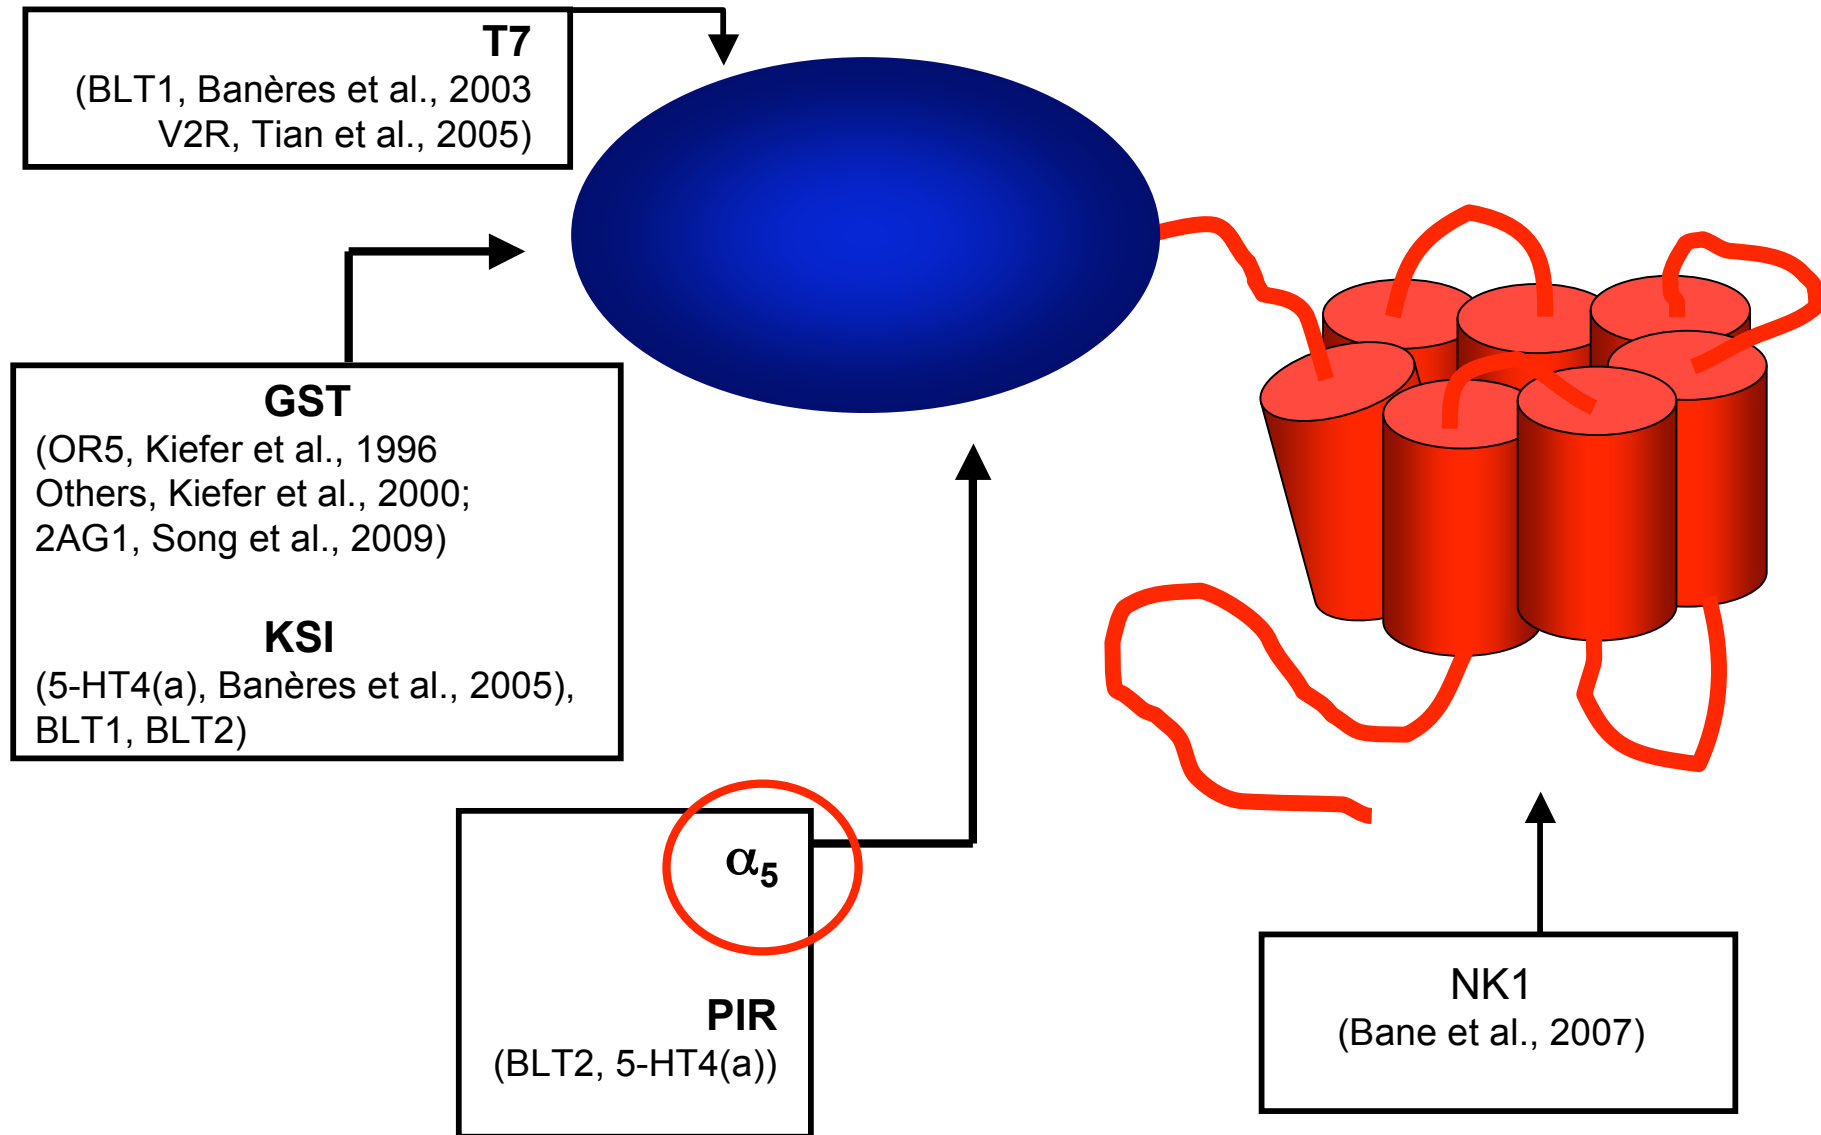 T7
(BLT1, Banères et al., 2003
V2R, Tian et al., 2005)
GST
(OR5, Kiefer et al., 1996
Others, Kiefer et al., 2000;
2AG1, Song et al., 2009)
KSI
(5-HT4(a), Banères et al., 2005),
BLT1, BLT2)
α5
PIR
(BLT2, 5-HT4(a))
NK1
(Bane et al., 2007)